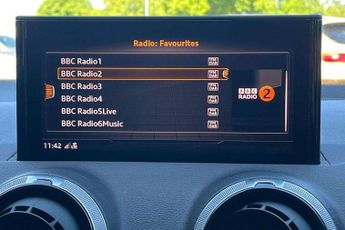 Radio: Favourites
BBC Radio1
BBC Radio2
BBC Radio3
BBC Radio4
BBC Radio5Live
BBC Radio6Music
BBC
RADIO 2
11:42